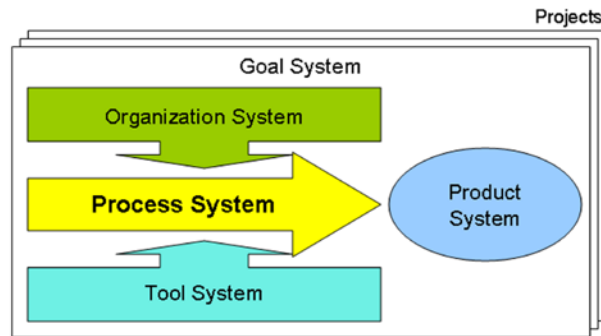 Projects
Goal System
Organization System
Process System
Product
System
Tool System